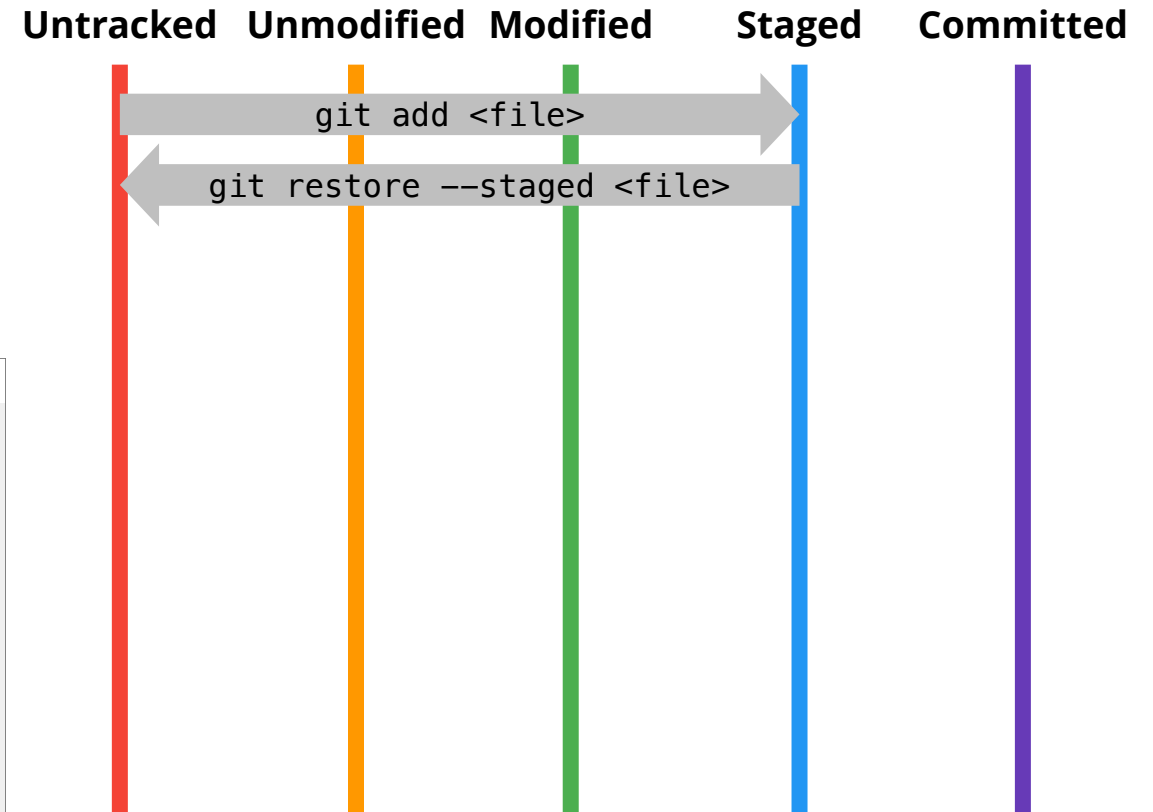 Untracked Unmodified Modified Staged Committed
git add <file>
git restore --staged <file>